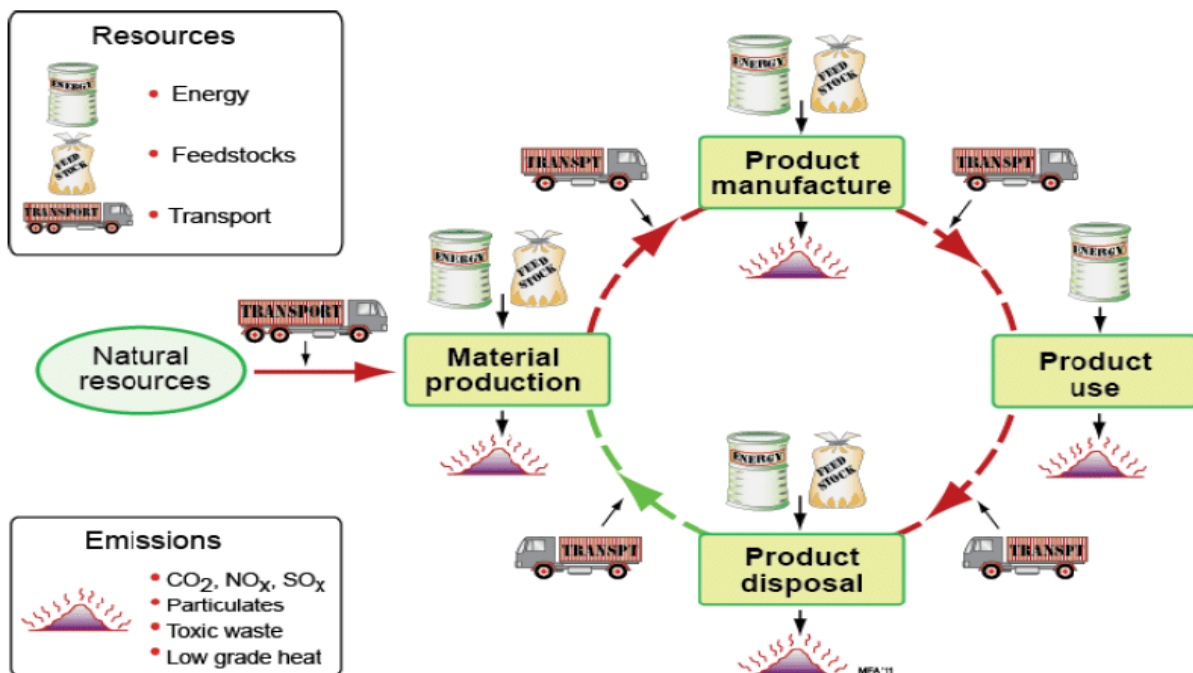 Resources
ENERGY
• Energy
FEED
STOCK
• Feedstocks
TRANSPORT
• Transport
ENERGY
FEED
STOCK
TRANSPT
Product
manufacture
TRANSPT
ENERGY
FEED
STOCK
ENERGY
TRANSPORT
Natural
resources
Material
production
Product
use
ENERGY
FEED
STOCK
TRANSPT
Product
disposal
TRANSPT
Emissions
• CO2, NOx, SOx
• Particulates
• Toxic waste
• Low grade heat
MFA '11